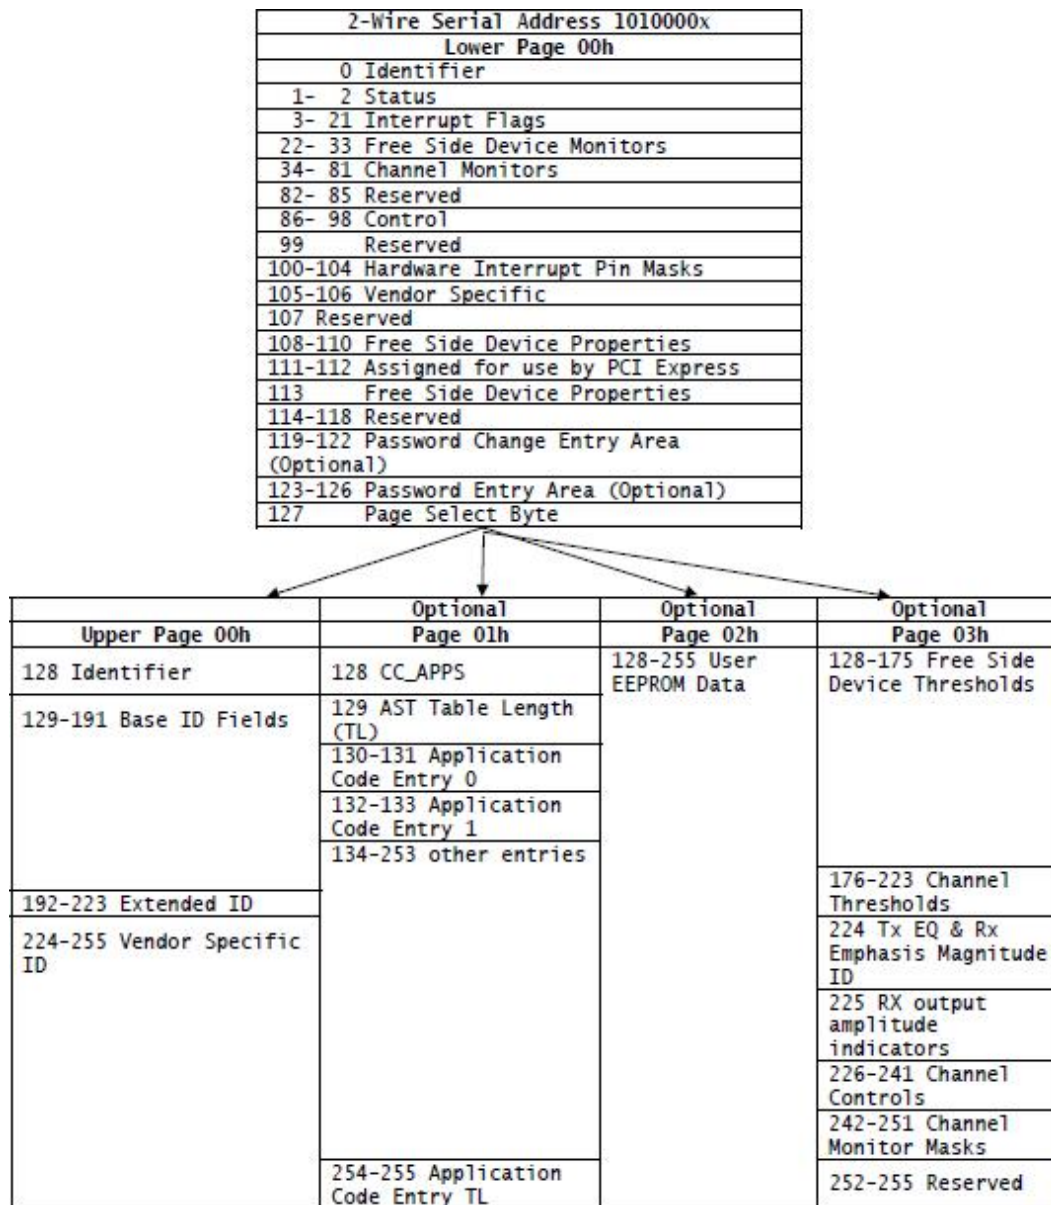 2-Wire Serial Address 1010000x
Lower Page 00h
0 Identifier
1- 2 Status
3- 21 Interrupt Flags
22- 33 Free Side Device Monitors
34- 81 Channel Monitors
82- 85 Reserved
86- 98 Control
99 Reserved
100-104 Hardware Interrupt Pin Masks
105-106 Vendor Specific
107 Reserved
108-110 Free Side Device Properties
111-112 Assigned for use by PCI Express
113 Free Side Device Properties
114-118 Reserved
119-122 Password Change Entry Area
(Optional)
123-126 Password Entry Area (Optional)
127 Page Select Byte
Upper Page 00h
128 Identifier
129-191 Base ID Fields
192-223 Extended ID
224-255 Vendor Specific
ID
Optional
Page 01h
128 CC_APPS
129 AST Table Length
(TL)
130-131 Application
Code Entry 0
132-133 Application
Code Entry 1
134-253 other entries
254-255 Application
Code Entry TL
Optional
Page 02h
128-255 User
EEPROM Data
Optional
Page 03h
128-175 Free Side
Device Thresholds
176-223 Channel
Thresholds
224 Tx EQ & Rx
Emphasis Magnitude
ID
225 RX output
amplitude
indicators
226-241 Channel
Controls
242-251 Channel
Monitor Masks
252-255 Reserved